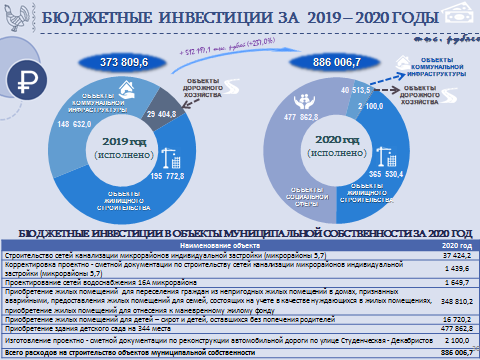 БЮДЖЕТНЫЕ ИНВЕСТИЦИИ ЗА 2019 – 2020 ГОДЫ
+ 512 197,1 тыс. рублей (+237,0%)
тыс. рублей
373 809,6
886 006,7
ОБЪЕКТЫ
КОММУНАЛЬНОЙ
ИНФРАСТРУКТУРЫ
148 632,0
ОБЪЕКТЫ
ДОРОЖНОГО
ХОЗЯЙСТВА
29 404,8
2019 год
(исполнено)
195 772,8
ОБЪЕКТЫ
ЖИЛИЩНОГО
СТРОИТЕЛЬСТВА
ОБЪЕКТЫ
КОММУНАЛЬНОЙ
ИНФРАСТРУКТУРЫ
40 513,5
ОБЪЕКТЫ
ДОРОЖНОГО
ХОЗЯЙСТВА
2 100,0
477 862,8
2020 год
(исполнено)
365 530,4
ОБЪЕКТЫ
СОЦИАЛЬНОЙ
СФЕРЫ
ОБЪЕКТЫ
ЖИЛИЩНОГО
СТРОИТЕЛЬСТВА
БЮДЖЕТНЫЕ ИНВЕСТИЦИИ В ОБЪЕКТЫ МУНИЦИПАЛЬНОЙ СОБСТВЕННОСТИ ЗА 2020 ГОД
Наименование объекта 2020 год
Строительство сетей канализации микрорайонов индивидуальной застройки (микрорайоны 5,7) 37 424,2
Корректировка проектно - сметной документации по строительству сетей канализации микрорайонов индивидуальной
застройки (микрорайоны 5,7) 1 439,6
Проектирование сетей водоснабжения 16А микрорайона 1 649,7
Приобретение жилых помещений для переселения граждан из непригодных жилых помещений в домах, признанных
аварийными, предоставления жилых помещений для семей, состоящих на учете в качестве нуждающихся в жилых помещениях,
приобретение жилых помещений для отнесения к маневренному жилому фонду 348 810,2
Приобретение жилых помещений для детей – сирот и детей, оставшихся без попечения родителей 16 720,2
Приобретение здания детского сада на 344 места 477 862,8
Изготовление проектно - сметной документации по реконструкции автомобильной дороги по улице Студенческая - Декабристов 2 100,0
Всего расходов на строительство объектов муниципальной собственности 886 006,7